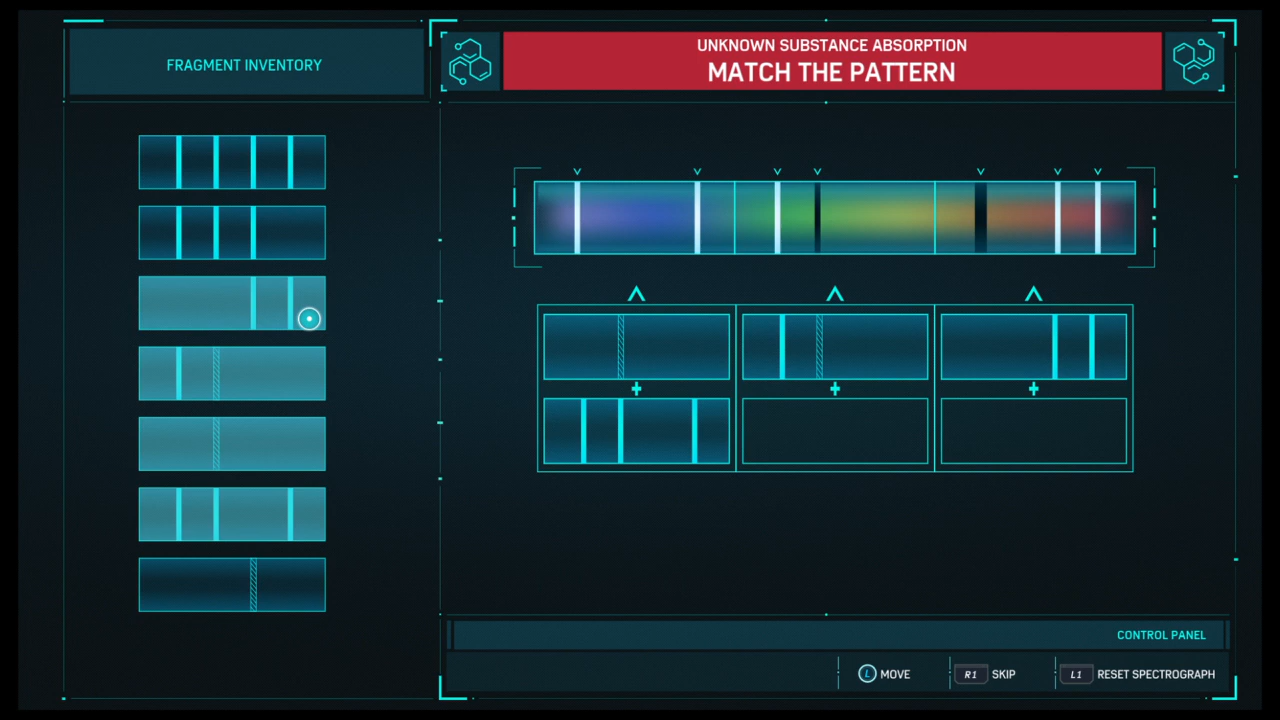 FRAGMENT INVENTORY
UNKNOWN SUBSTANCE ABSORPTION
MATCH THE PATTERN
CONTROL PANEL
L MOVE
R1 SKIP
L1 RESET SPECTROGRAPH